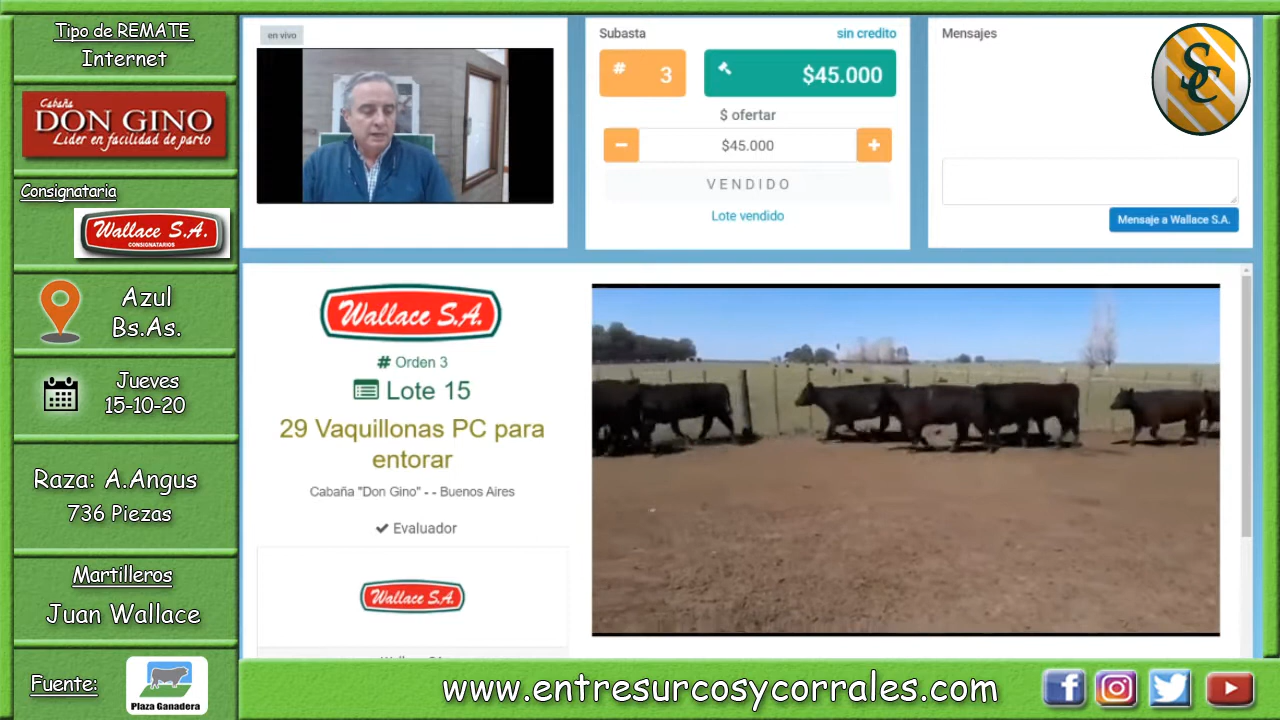 Tipo de REMATE
Internet
Cabaña
DON GINO
Lider en facilidad de parto
Consignataria
Wallace S.A.
CONSIGNATARIOS
Azul
Bs.As.
Jueves
15-10-20
Raza: A.Angus
736 Piezas
Martilleros
Juan Wallace
Fuente:
Plaza Ganadera
en vivo
Subasta
sin credito
# 3
$45.000
$ ofertar
− $45.000 +
VENDIDO
Lote vendido
Mensajes
SC
Mensaje a Wallace S.A.
Wallace S.A.
# Orden 3
Lote 15
29 Vaquillonas PC para
entorar
Cabaña "Don Gino" - - Buenos Aires
Evaluador
Wallace S.A.
www.entresurcosycorrales.com